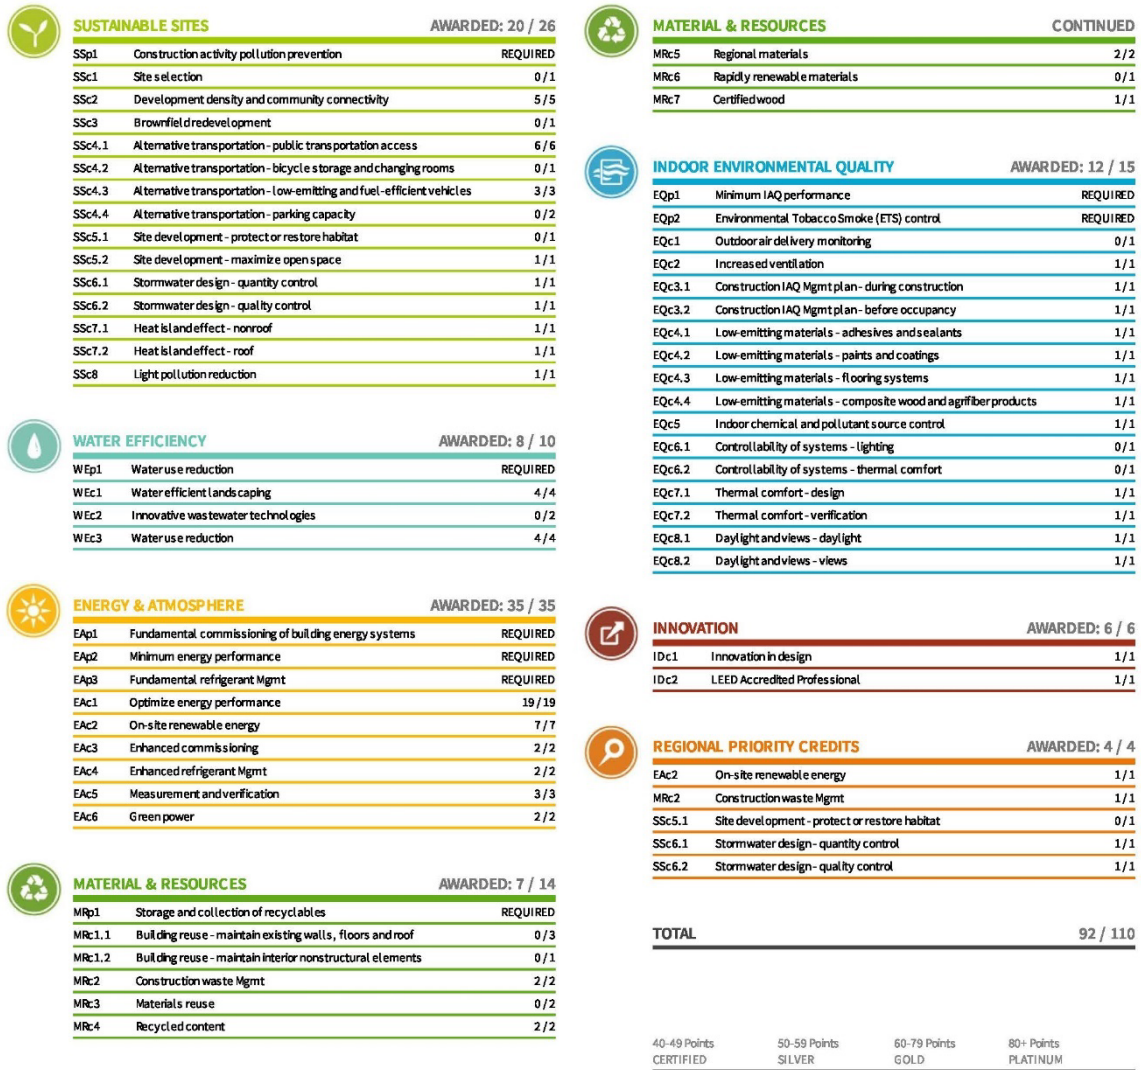 SUSTAINABLE SITES AWARDED: 20 / 26
SSp1 Construction activity pollution prevention REQUIRED
SSc1 Site selection 0/1
SSc2 Development density and community connectivity 5/5
SSc3 Brownfield redevelopment 0/1
SSc4.1 Alternative transportation - public transportation access 6/6
SSc4.2 Alternative transportation - bicycle storage and changing rooms 0/1
SSc4.3 Alternative transportation - low-emitting and fuel-efficient vehicles 3/3
SSc4.4 Alternative transportation - parking capacity 0/2
SSc5.1 Site development - protect or restore habitat 0/1
SSc5.2 Site development - maximize open space 1/1
SSc6.1 Stormwater design - quantity control 1/1
SSc6.2 Stormwater design - quality control 1/1
SSc7.1 Heat island effect - nonroof 1/1
SSc7.2 Heat island effect - roof 1/1
SSc8 Light pollution reduction 1/1
WATER EFFICIENCY AWARDED: 8 / 10
WEp1 Water use reduction REQUIRED
WEc1 Water efficient landscaping 4/4
WEc2 Innovative wastewater technologies 0/2
WEc3 Water use reduction 4/4
ENERGY & ATMOSPHERE AWARDED: 35 / 35
EAp1 Fundamental commissioning of building energy systems REQUIRED
EAp2 Minimum energy performance REQUIRED
EAp3 Fundamental refrigerant Mgmt REQUIRED
EAc1 Optimize energy performance 19/19
EAc2 On-site renewable energy 7/7
EAc3 Enhanced commissioning 2/2
EAc4 Enhanced refrigerant Mgmt 2/2
EAc5 Measurement and verification 3/3
EAc6 Green power 2/2
MATERIAL & RESOURCES AWARDED: 7 / 14
MRp1 Storage and collection of recyclables REQUIRED
MRc1.1 Building reuse - maintain existing walls, floors and roof 0/3
MRc1.2 Building reuse - maintain interior nonstructural elements 0/1
MRc2 Construction waste Mgmt 2/2
MRc3 Materials reuse 0/2
MRc4 Recycled content 2/2
MATERIAL & RESOURCES CONTINUED
MRc5 Regional materials 2/2
MRc6 Rapidly renewable materials 0/1
MRc7 Certified wood 1/1
INDOOR ENVIRONMENTAL QUALITY AWARDED: 12 / 15
EQp1 Minimum IAQ performance REQUIRED
EQp2 Environmental Tobacco Smoke (ETS) control REQUIRED
EQc1 Outdoor air delivery monitoring 0/1
EQc2 Increased ventilation 1/1
EQc3.1 Construction IAQ Mgmt plan - during construction 1/1
EQc3.2 Construction IAQ Mgmt plan - before occupancy 1/1
EQc4.1 Low-emitting materials - adhesives and sealants 1/1
EQc4.2 Low-emitting materials - paints and coatings 1/1
EQc4.3 Low-emitting materials - flooring systems 1/1
EQc4.4 Low-emitting materials - composite wood and agrifiber products 1/1
EQc5 Indoor chemical and pollutant source control 1/1
EQc6.1 Controllability of systems - lighting 0/1
EQc6.2 Controllability of systems - thermal comfort 0/1
EQc7.1 Thermal comfort - design 1/1
EQc7.2 Thermal comfort - verification 1/1
EQc8.1 Daylight and views - daylight 1/1
EQc8.2 Daylight and views - views 1/1
INNOVATION AWARDED: 6 / 6
IDc1 Innovation in design 1/1
IDc2 LEED Accredited Professional 1/1
REGIONAL PRIORITY CREDITS AWARDED: 4 / 4
EAc2 On-site renewable energy 1/1
MRc2 Construction waste Mgmt 1/1
SSc5.1 Site development - protect or restore habitat 0/1
SSc6.1 Stormwater design - quantity control 1/1
SSc6.2 Stormwater design - quality control 1/1
TOTAL 92 / 110
40-49 Points 50-59 Points 60-79 Points 80+ Points
CERTIFIED SILVER GOLD PLATINUM